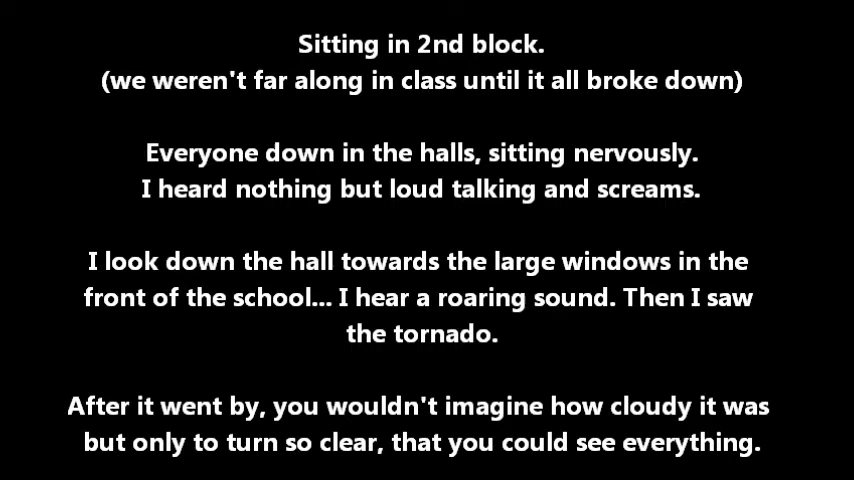 Sitting in 2nd block.
(we weren't far along in class until it all broke down)
Everyone down in the halls, sitting nervously.
I heard nothing but loud talking and screams.
I look down the hall towards the large windows in the
front of the school... I hear a roaring sound. Then I saw
the tornado.
After it went by, you wouldn't imagine how cloudy it was
but only to turn so clear, that you could see everything.